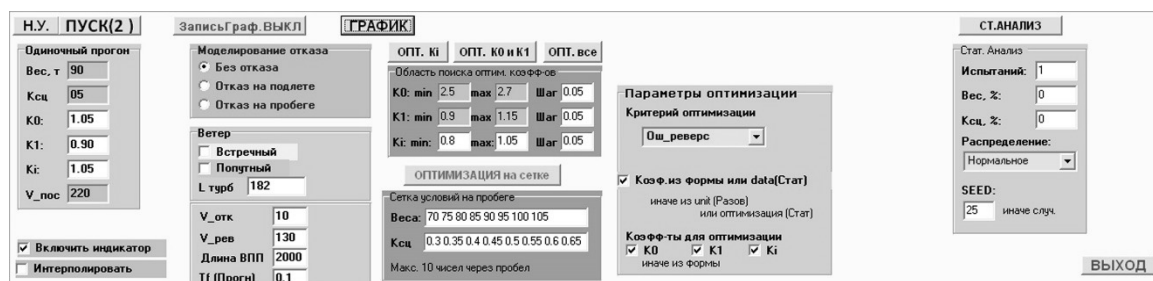 Н.У.
ПУСК(2 )
ЗаписьГраф.ВЫКЛ
ГРАФИК
СТ.АНАЛИЗ
Одиночный прогон
Вес, т 90
Ксц 05
K0: 1.05
K1: 0.90
Ki: 1.05
V_пос 220
Включить индикатор
Интерполировать
Моделирование отказа
Без отказа
Отказ на подлете
Отказ на пробеге
Ветер
Встречный
Попутный
L турб 182
V_отк 10
V_рев 130
Длина ВПП 2000
Tf (Прогн) 0.1
ОПТ. Ki
ОПТ. K0 и K1
ОПТ. все
Область поиска оптим. коэфф-ов
K0: min 2.5 max 2.7 Шаг 0.05
K1: min 0.9 max 1.15 Шаг 0.05
Ki: min: 0.8 max: 1.05 Шаг 0.05
ОПТИМИЗАЦИЯ на сетке
Сетка условий на пробеге
Веса: 70 75 80 85 90 95 100 105
Ксц 0.3 0.35 0.4 0.45 0.5 0.55 0.6 0.65
Макс. 10 чисел через пробел
Параметры оптимизации
Критерий оптимизации
Ош_реверс
Коэф.из формы или data(Стат)
иначе из unit (Разов)
или оптимизация (Стат)
Коэфф-ты для оптимизации
K0 K1 Ki
иначе из формы
Стат. Анализ
Испытаний: 1
Вес, %: 0
Ксц, %: 0
Распределение:
Нормальное
SEED:
25 иначе случ.
ВЫХОД